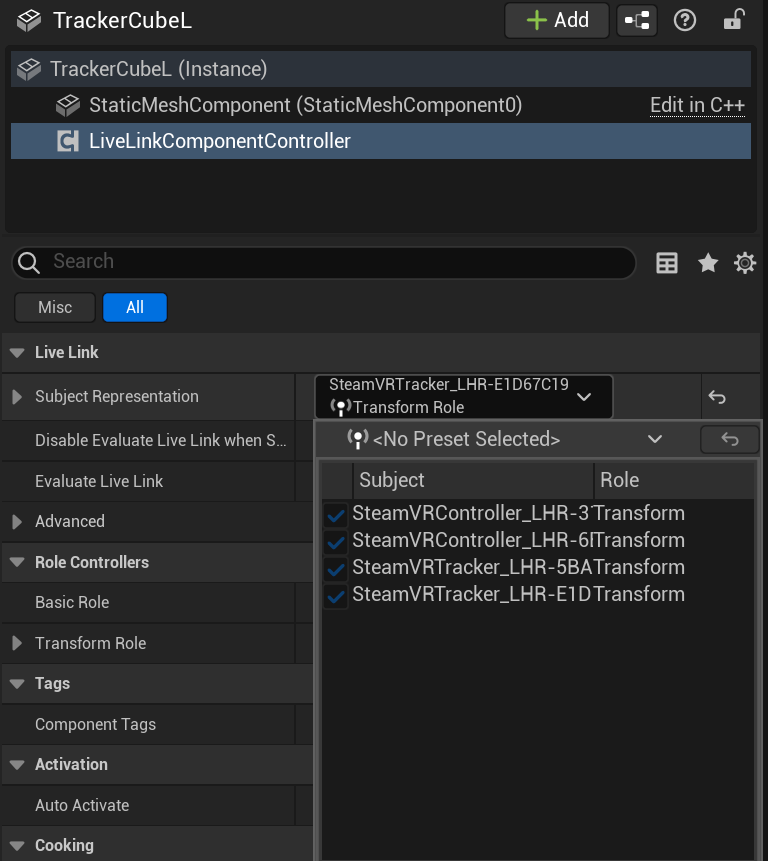 TrackerCubeL
Add
TrackerCubeL (Instance)
StaticMeshComponent (StaticMeshComponent0)
Edit in C++
LiveLinkComponentController
Search
Misc
All
Live Link
Subject Representation
SteamVRTracker_LHR-E1D67C19
Transform Role
Disable Evaluate Live Link when S...
<No Preset Selected>
Evaluate Live Link
Subject
Role
SteamVRController_LHR-3
Transform
Advanced
SteamVRController_LHR-6
Transform
Role Controllers
SteamVRTracker_LHR-5BA
Transform
Basic Role
SteamVRTracker_LHR-E1D
Transform
Transform Role
Tags
Component Tags
Activation
Auto Activate
Cooking